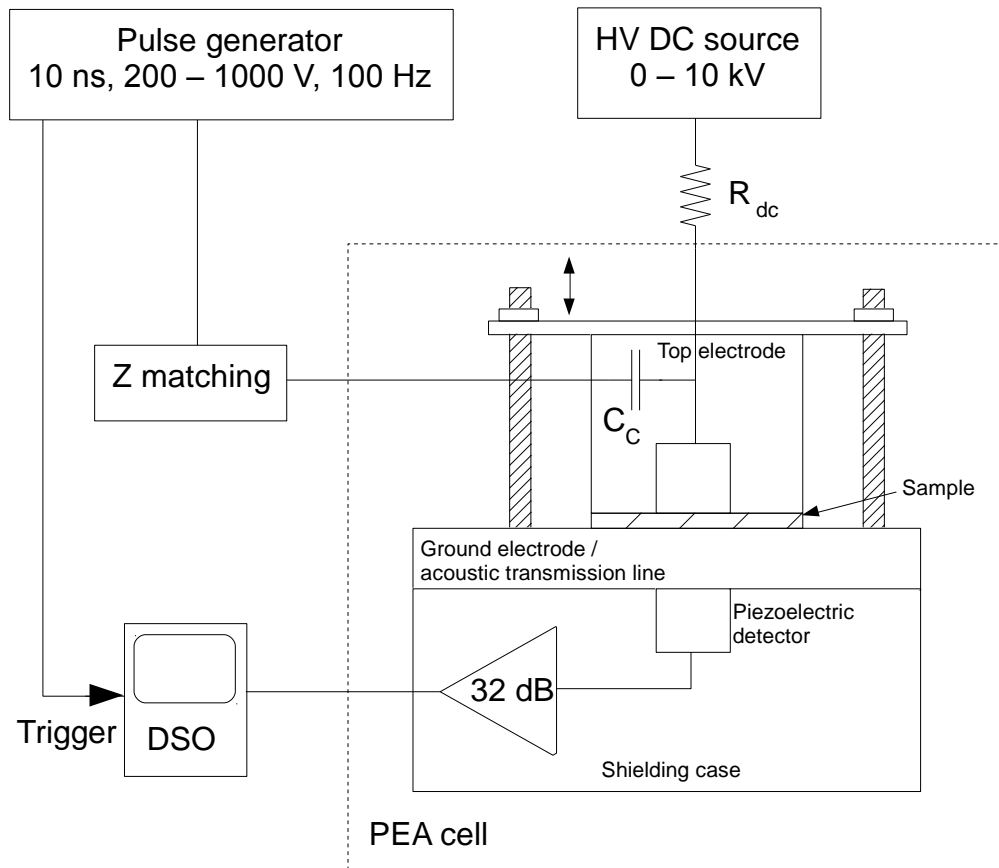 Pulse generator
10 ns, 200 – 1000 V, 100 Hz
HV DC source
0 – 10 kV
R dc
Z matching
Top electrode
C C
Sample
Ground electrode /
acoustic transmission line
Piezoelectric
detector
32 dB
Trigger
DSO
Shielding case
PEA cell